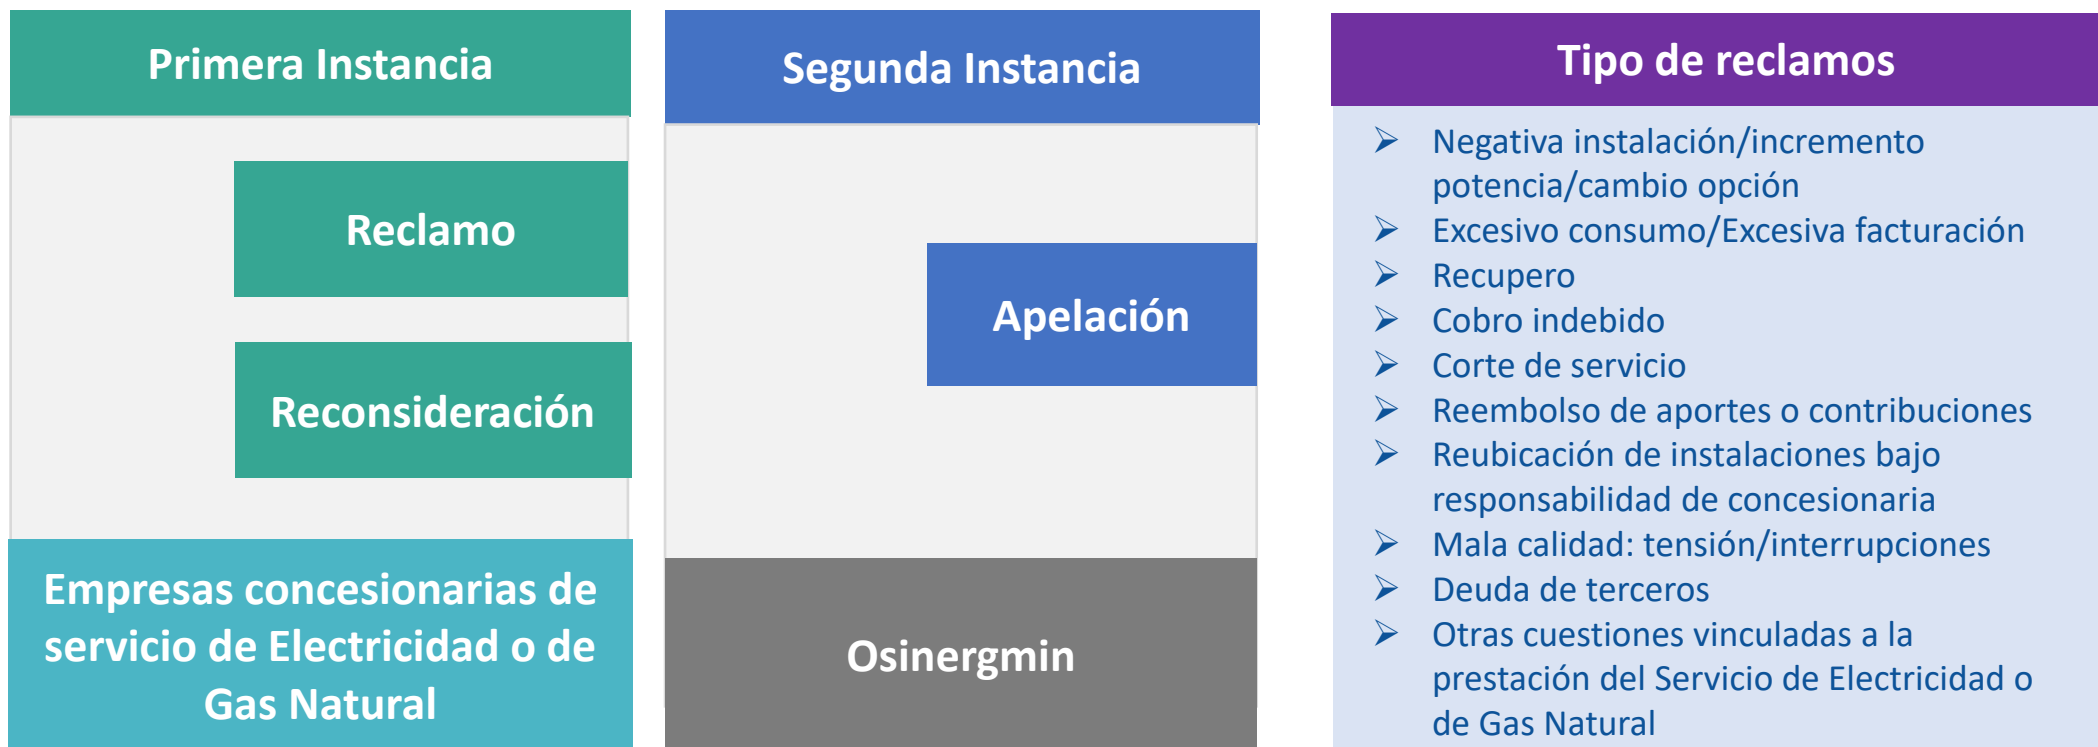 Primera Instancia
Reclamo
Reconsideración
Empresas concesionarias de
servicio de Electricidad o de
Gas Natural
Segunda Instancia
Apelación
Osinergmin
Tipo de reclamos
➢ Negativa instalación/incremento
potencia/cambio opción
➢ Excesivo consumo/Excesiva facturación
➢ Recupero
➢ Cobro indebido
➢ Corte de servicio
➢ Reembolso de aportes o contribuciones
➢ Reubicación de instalaciones bajo
responsabilidad de concesionaria
➢ Mala calidad: tensión/interrupciones
➢ Deuda de terceros
➢ Otras cuestiones vinculadas a la
prestación del Servicio de Electricidad o
de Gas Natural